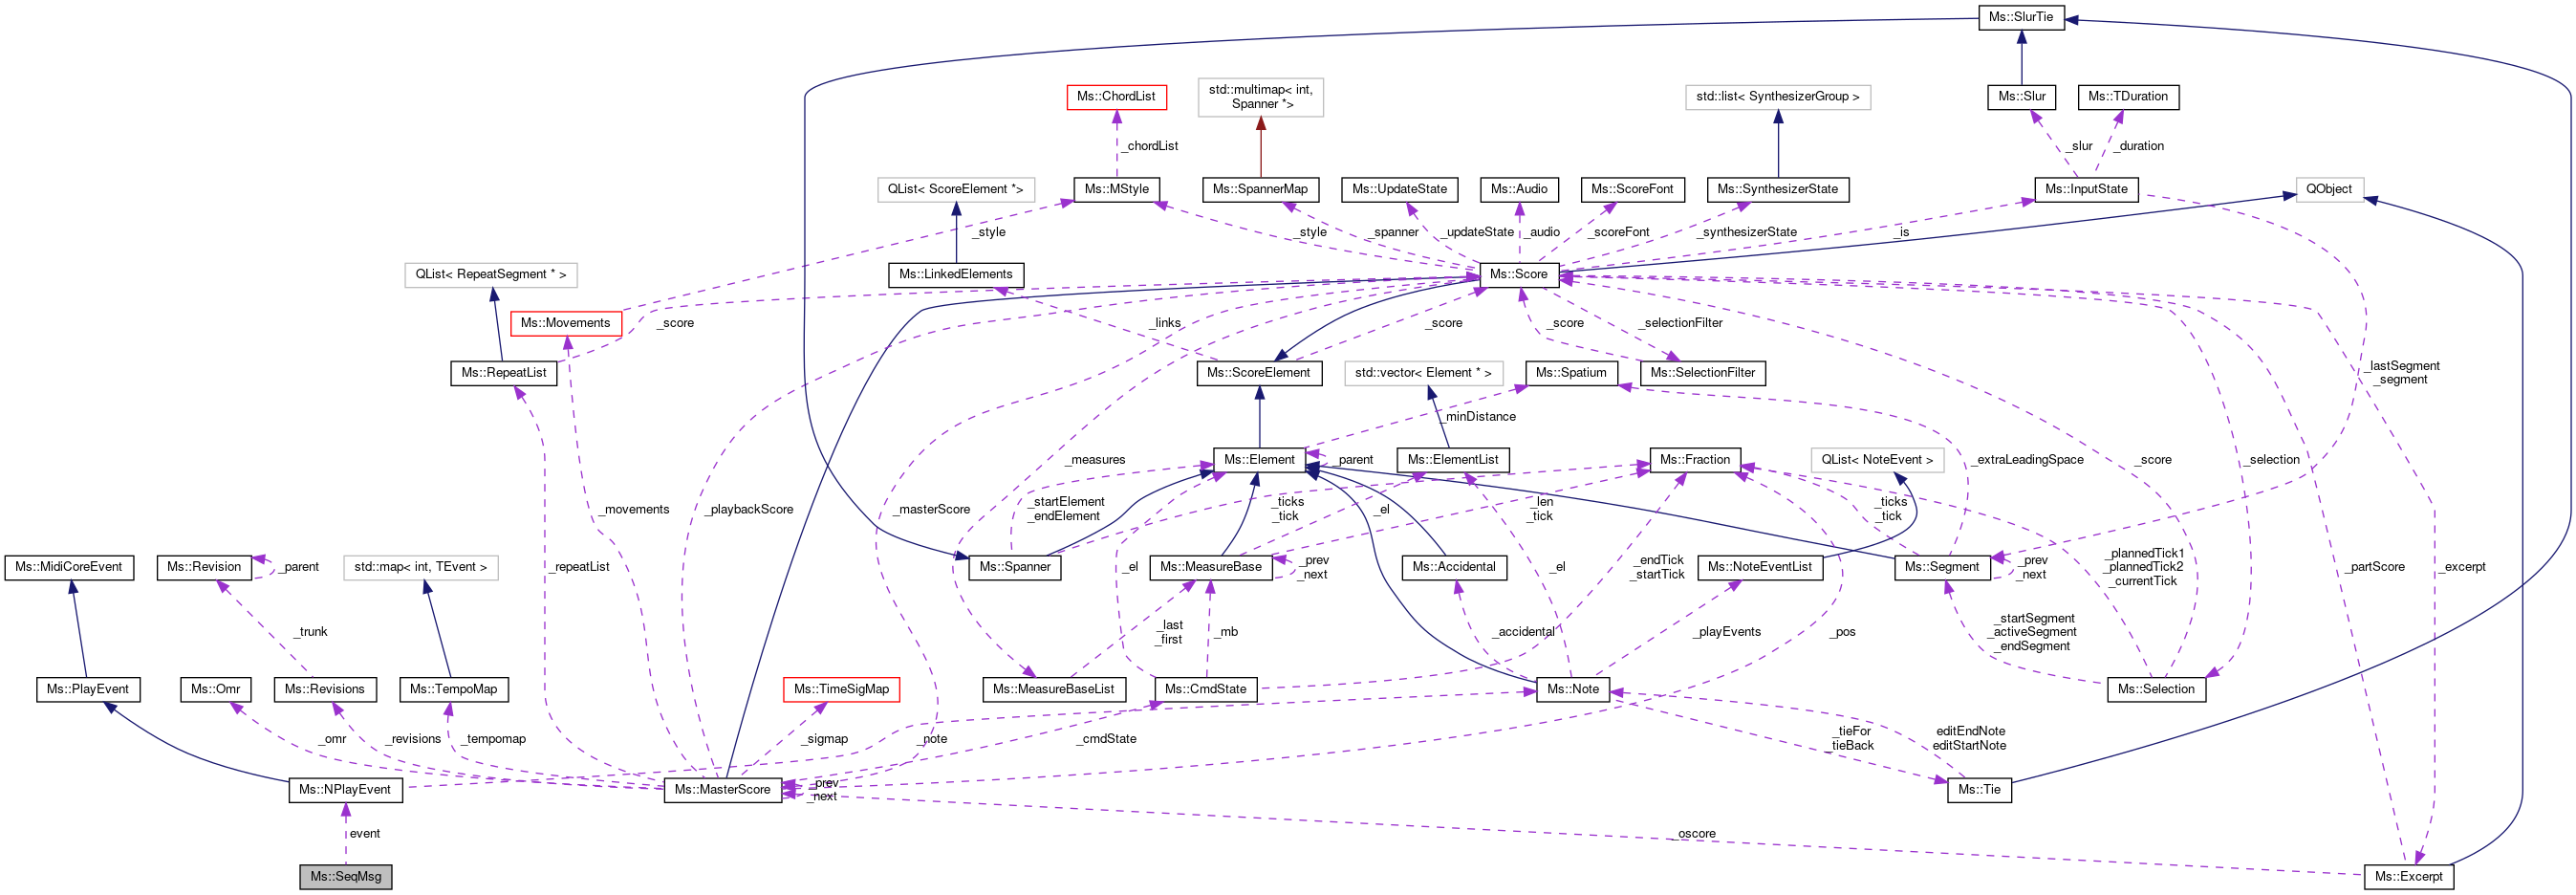 Ms::SlurTie
Ms::ChordList
std::multimap< int,
Spanner *>
std::list< SynthesizerGroup >
Ms::Slur
Ms::TDuration
_chordList
_slur
_duration
QList< ScoreElement *>
Ms::MStyle
Ms::SpannerMap
Ms::UpdateState
Ms::Audio
Ms::ScoreFont
Ms::SynthesizerState
Ms::InputState
QObject
_style
_style
_spanner
_updateState
_audio
_scoreFont
_synthesizerState
_is
QList< RepeatSegment * >
Ms::LinkedElements
Ms::Score
Ms::Movements
_score
_links
_score
_score
_selectionFilter
Ms::RepeatList
Ms::ScoreElement
std::vector< Element * >
Ms::Spatium
Ms::SelectionFilter
_lastSegment
_segment
_minDistance
_measures
Ms::Element
_parent
Ms::ElementList
Ms::Fraction
QList< NoteEvent >
_extraLeadingSpace
_score
_selection
_movements
_playbackScore
_masterScore
_startElement
_endElement
_ticks
_tick
_el
_len
_tick
_ticks
_tick
Ms::MidiCoreEvent
Ms::Revision
_parent
std::map< int, TEvent >
_repeatList
Ms::Spanner
_el
Ms::MeasureBase
_prev
_next
Ms::Accidental
_el
_endTick
_startTick
Ms::NoteEventList
Ms::Segment
_prev
_next
_plannedTick1
_plannedTick2
_currentTick
_partScore
_excerpt
_trunk
_last
_first
_mb
_accidental
_playEvents
_pos
_startSegment
_activeSegment
_endSegment
Ms::PlayEvent
Ms::Omr
Ms::Revisions
Ms::TempoMap
Ms::TimeSigMap
Ms::MeasureBaseList
Ms::CmdState
Ms::Note
Ms::Selection
_omr
_revisions
_tempomap
_sigmap
_note
_cmdState
_tieFor
_tieBack
editEndNote
editStartNote
Ms::NPlayEvent
Ms::MasterScore
_prev
_next
Ms::Tie
event
_oscore
Ms::SeqMsg
Ms::Excerpt